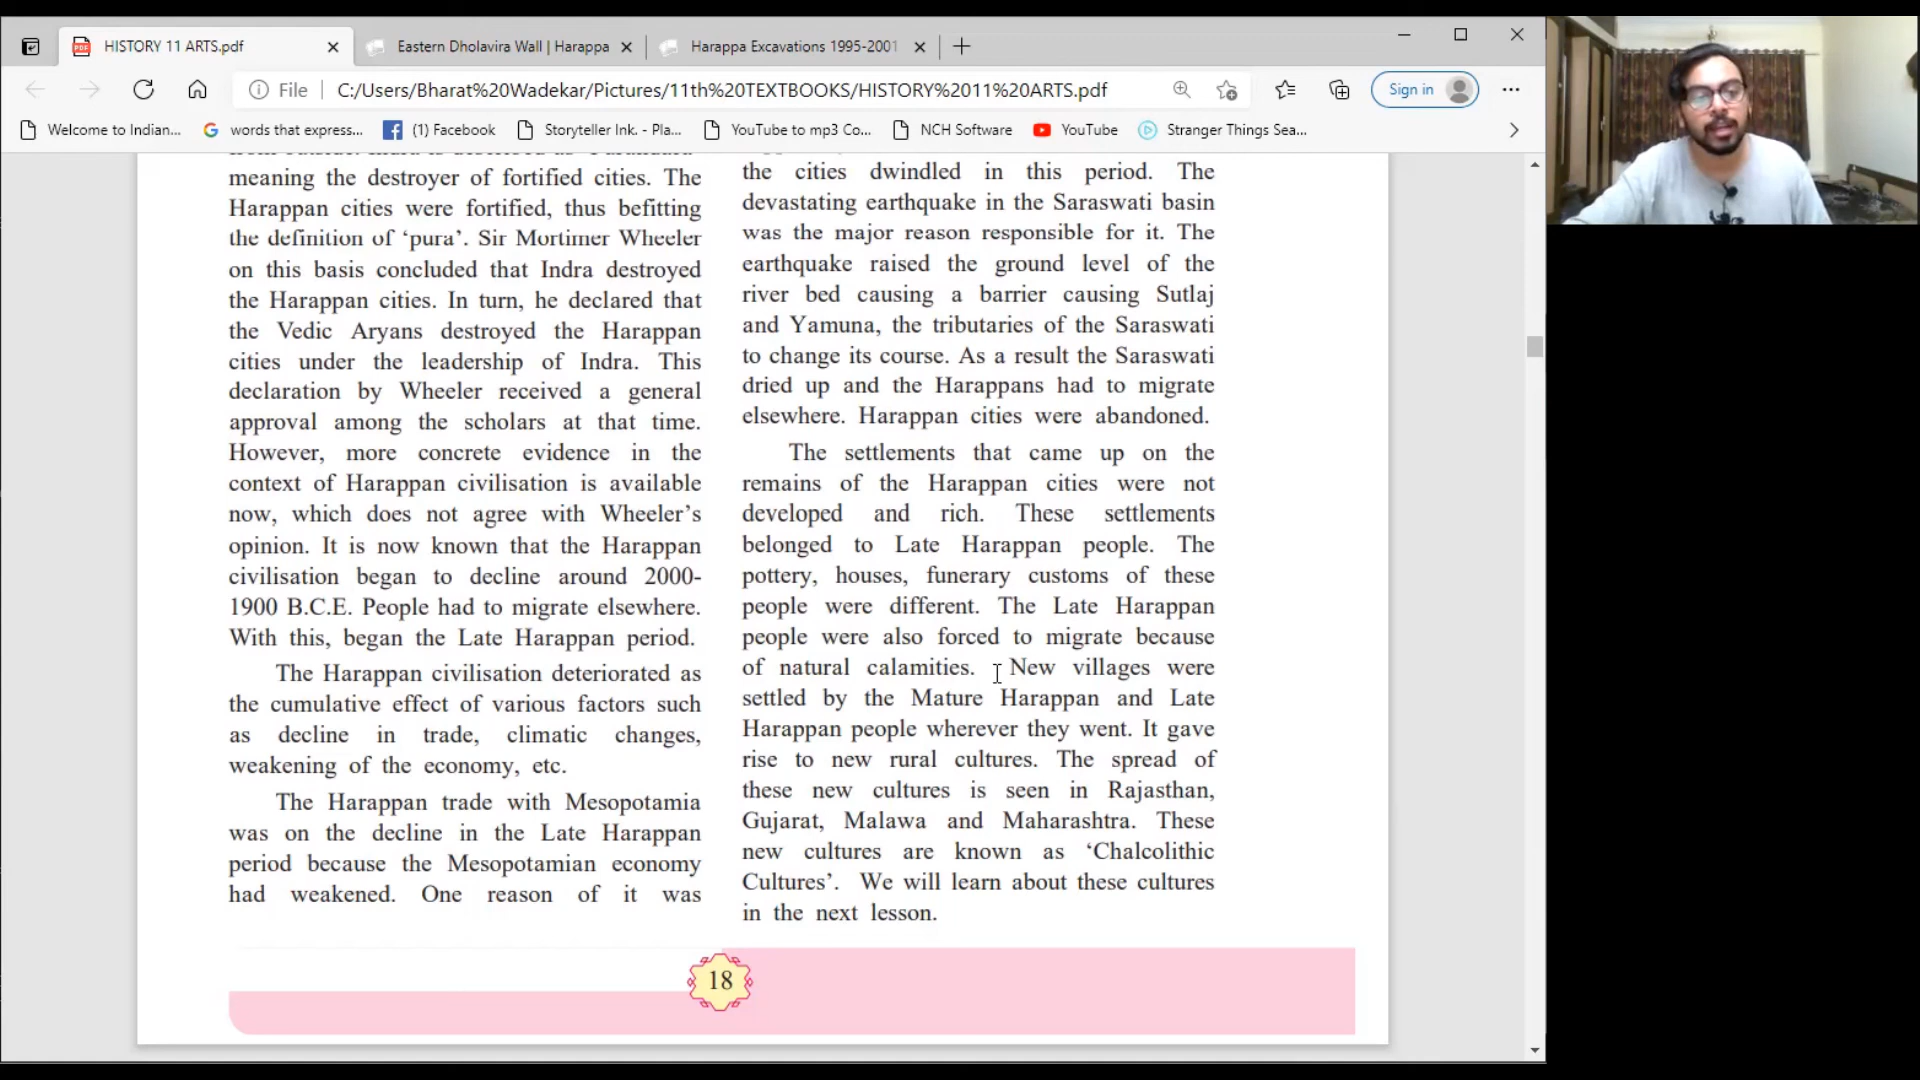 HISTORY 11 ARTS.pdf
Eastern Dholavira Wall | Harappa
Harappa Excavations 1995-2001
File
C:/Users/Bharat%20Wadekar/Pictures/11th%20TEXTBOOKS/HISTORY%2011%20ARTS.pdf
Sign in
Welcome to Indian...
words that express...
(1) Facebook
Storyteller Ink. - Pla...
YouTube to mp3 Co...
NCH Software
YouTube
Stranger Things Sea...
meaning the destroyer of fortified cities. The
Harappan cities were fortified, thus befitting
the definition of ‘pura’. Sir Mortimer Wheeler
on this basis concluded that Indra destroyed
the Harappan cities. In turn, he declared that
the Vedic Aryans destroyed the Harappan
cities under the leadership of Indra. This
declaration by Wheeler received a general
approval among the scholars at that time.
However, more concrete evidence in the
context of Harappan civilisation is available
now, which does not agree with Wheeler’s
opinion. It is now known that the Harappan
civilisation began to decline around 2000-
1900 B.C.E. People had to migrate elsewhere.
With this, began the Late Harappan period.
The Harappan civilisation deteriorated as
the cumulative effect of various factors such
as decline in trade, climatic changes,
weakening of the economy, etc.
The Harappan trade with Mesopotamia
was on the decline in the Late Harappan
period because the Mesopotamian economy
had weakened. One reason of it was
the cities dwindled in this period. The
devastating earthquake in the Saraswati basin
was the major reason responsible for it. The
earthquake raised the ground level of the
river bed causing a barrier causing Sutlaj
and Yamuna, the tributaries of the Saraswati
to change its course. As a result the Saraswati
dried up and the Harappans had to migrate
elsewhere. Harappan cities were abandoned.
The settlements that came up on the
remains of the Harappan cities were not
developed and rich. These settlements
belonged to Late Harappan people. The
pottery, houses, funerary customs of these
people were different. The Late Harappan
people were also forced to migrate because
of natural calamities. New villages were
settled by the Mature Harappan and Late
Harappan people wherever they went. It gave
rise to new rural cultures. The spread of
these new cultures is seen in Rajasthan,
Gujarat, Malawa and Maharashtra. These
new cultures are known as ‘Chalcolithic
Cultures’. We will learn about these cultures
in the next lesson.
18